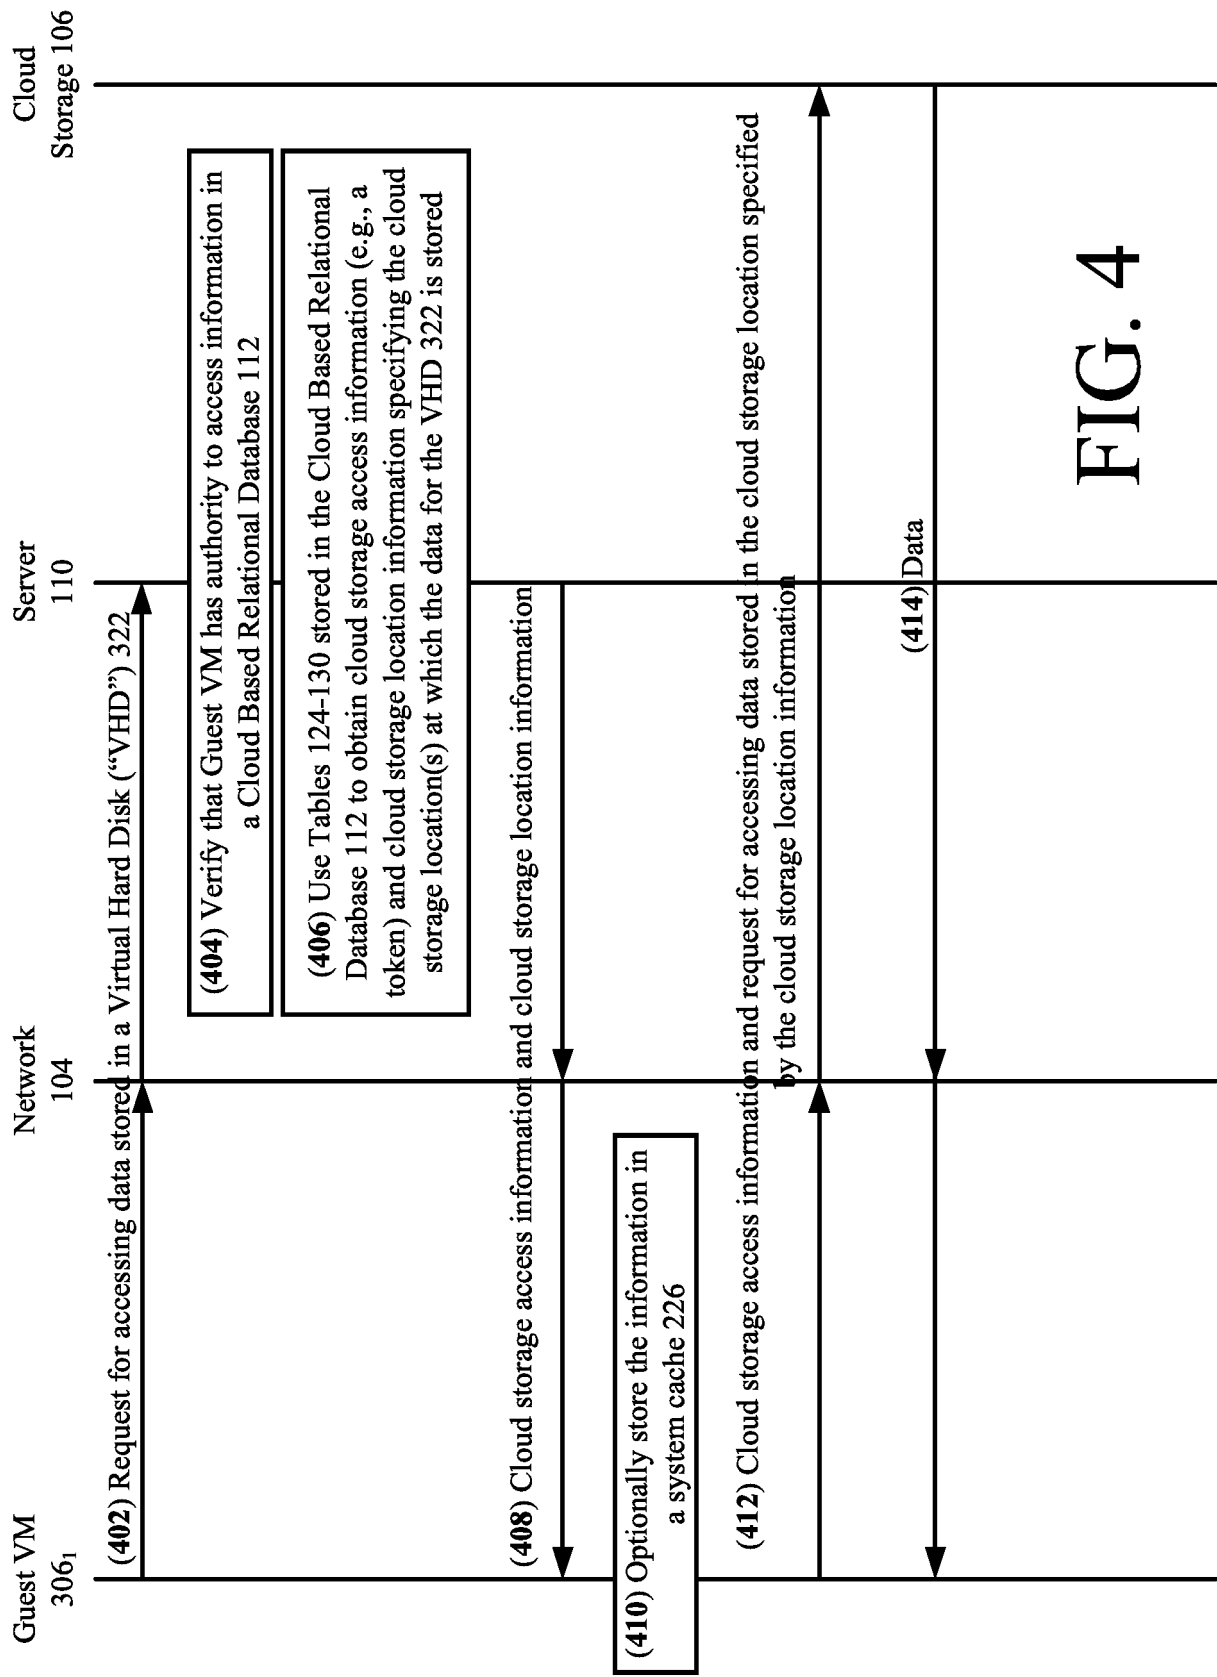 Guest VM
306₁
Network
104
Server
110
Cloud
Storage 106
(402) Request for accessing data stored in a Virtual Hard Disk (“VHD”) 322
(404) Verify that Guest VM has authority to access information in
a Cloud Based Relational Database 112
(406) Use Tables 124-130 stored in the Cloud Based Relational
Database 112 to obtain cloud storage access information (e.g., a
token) and cloud storage location information specifying the cloud
storage location(s) at which the data for the VHD 322 is stored
(408) Cloud storage access information and cloud storage location information
(410) Optionally store the information in
a system cache 226
(412) Cloud storage access information and request for accessing data stored in the cloud storage location specified
by the cloud storage location information
(414) Data
FIG. 4